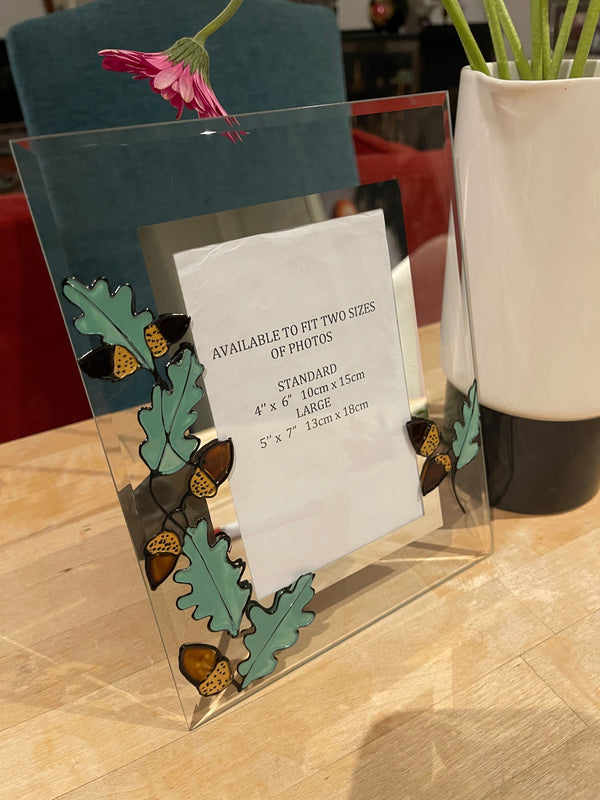 AVAILABLE TO FIT TWO SIZES
OF PHOTOS
STANDARD
4” x 6” 10cm x 15cm
LARGE
5” x 7” 13cm x 18cm